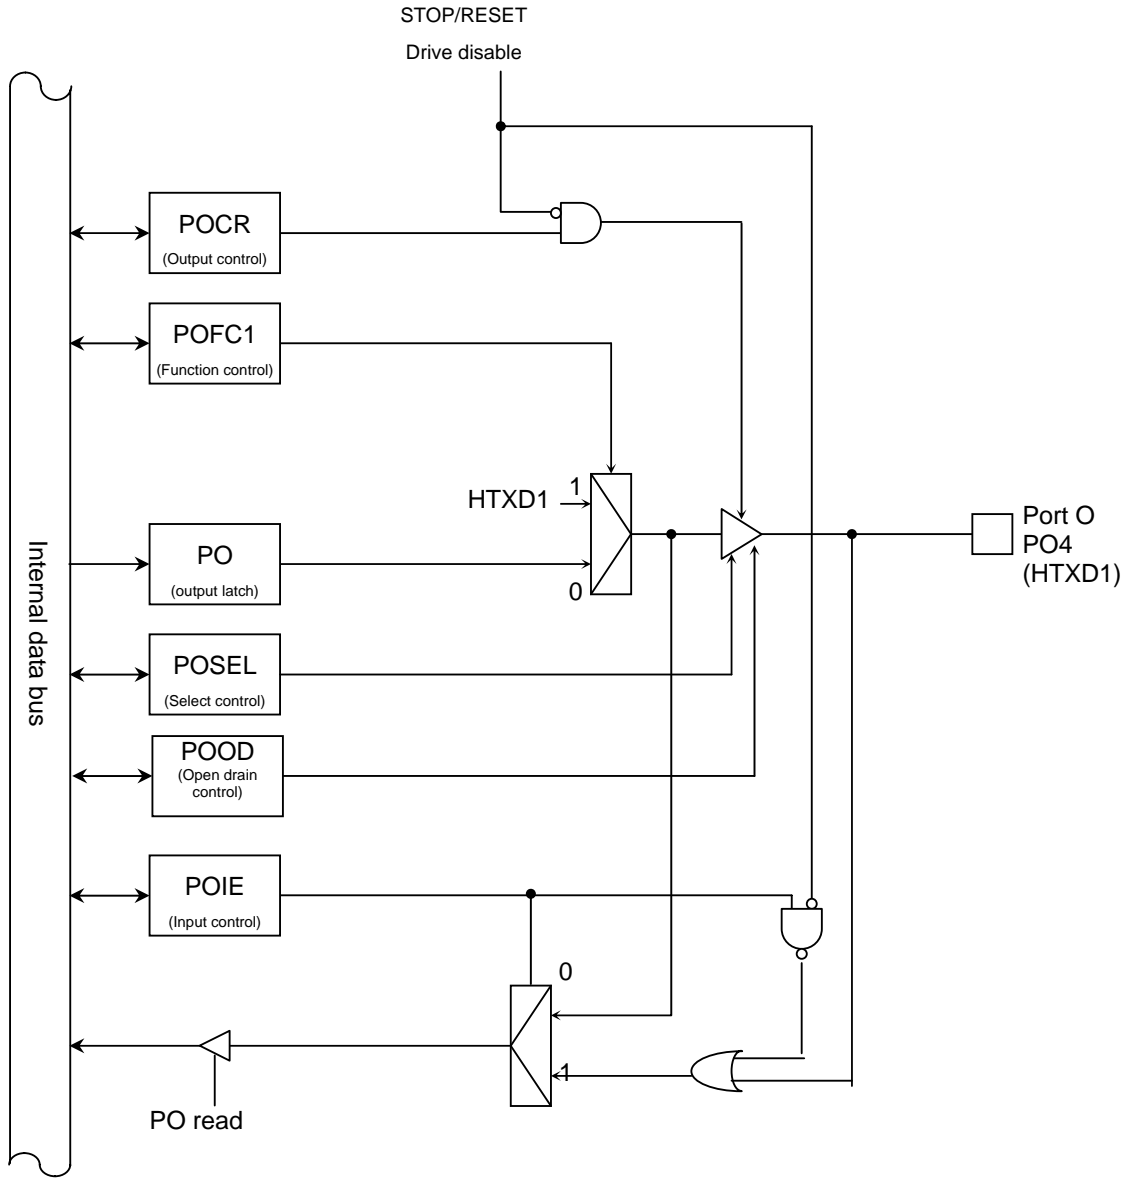 STOP/RESET
Drive disable
POCR
(Output control)
POFC1
(Function control)
1
HTXD1
0
Port O
PO4
(HTXD1)
PO
(output latch)
Internal data bus
POSEL
(Select control)
POOD
(Open drain
control)
POIE
(Input control)
0
1
PO read